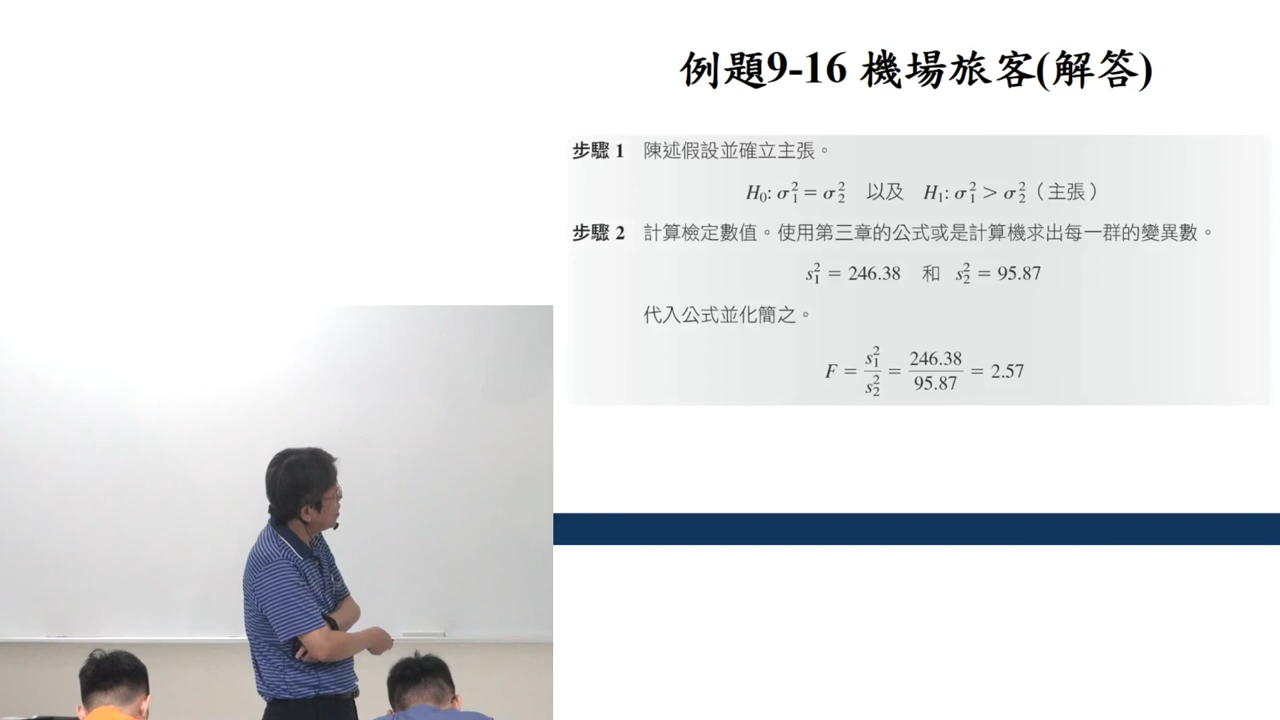 例題9-16 機場旅客(解答)
步驟 1 陳述假設並確立主張。
H₀: σ₁² = σ₂² 以及 H₁: σ₁² > σ₂²（主張）
步驟 2 計算檢定數值。使用第三章的公式或是計算機求出每一群的變異數。
s₁² = 246.38 和 s₂² = 95.87
代入公式並化簡之。
F = s₁²/s₂² = 246.38/95.87 = 2.57